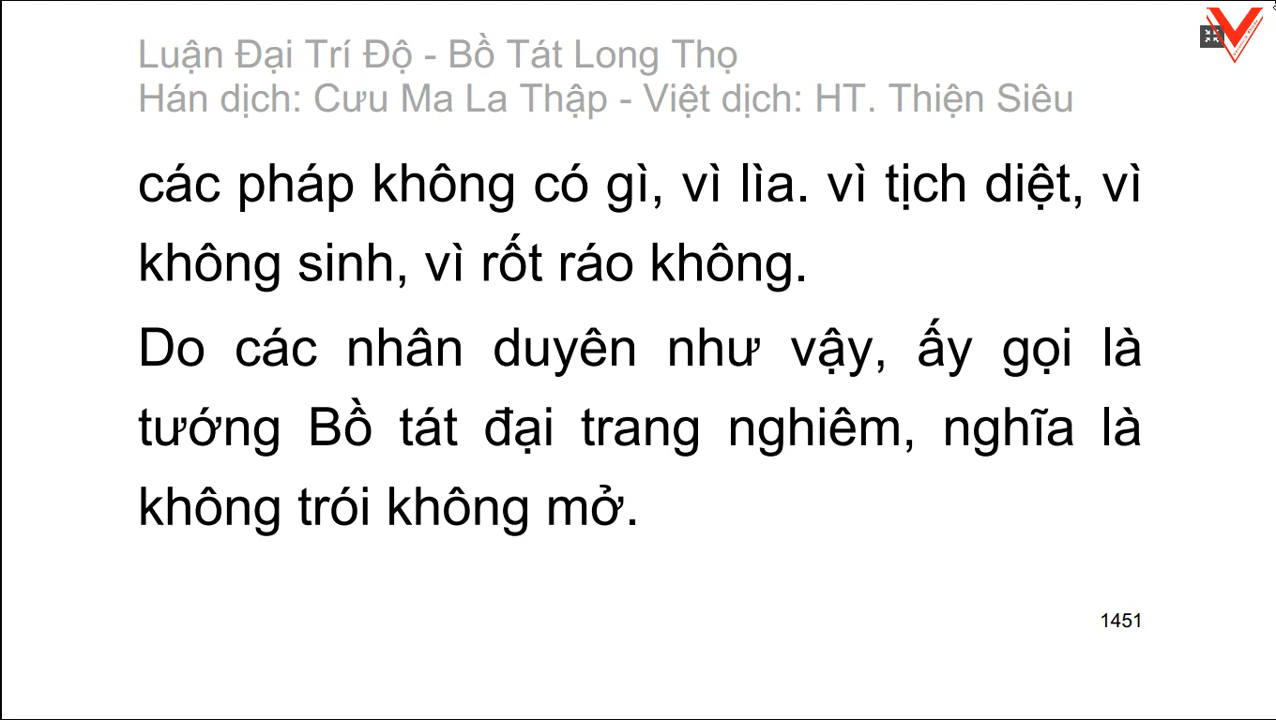 Luận Đại Trí Độ - Bồ Tát Long Thọ
Hán dịch: Cưu Ma La Thập - Việt dịch: HT. Thiện Siêu
các pháp không có gì, vì lìa. vì tịch diệt, vì
không sinh, vì rốt ráo không.
Do các nhân duyên như vậy, ấy gọi là
tướng Bồ tát đại trang nghiêm, nghĩa là
không trói không mở.
1451